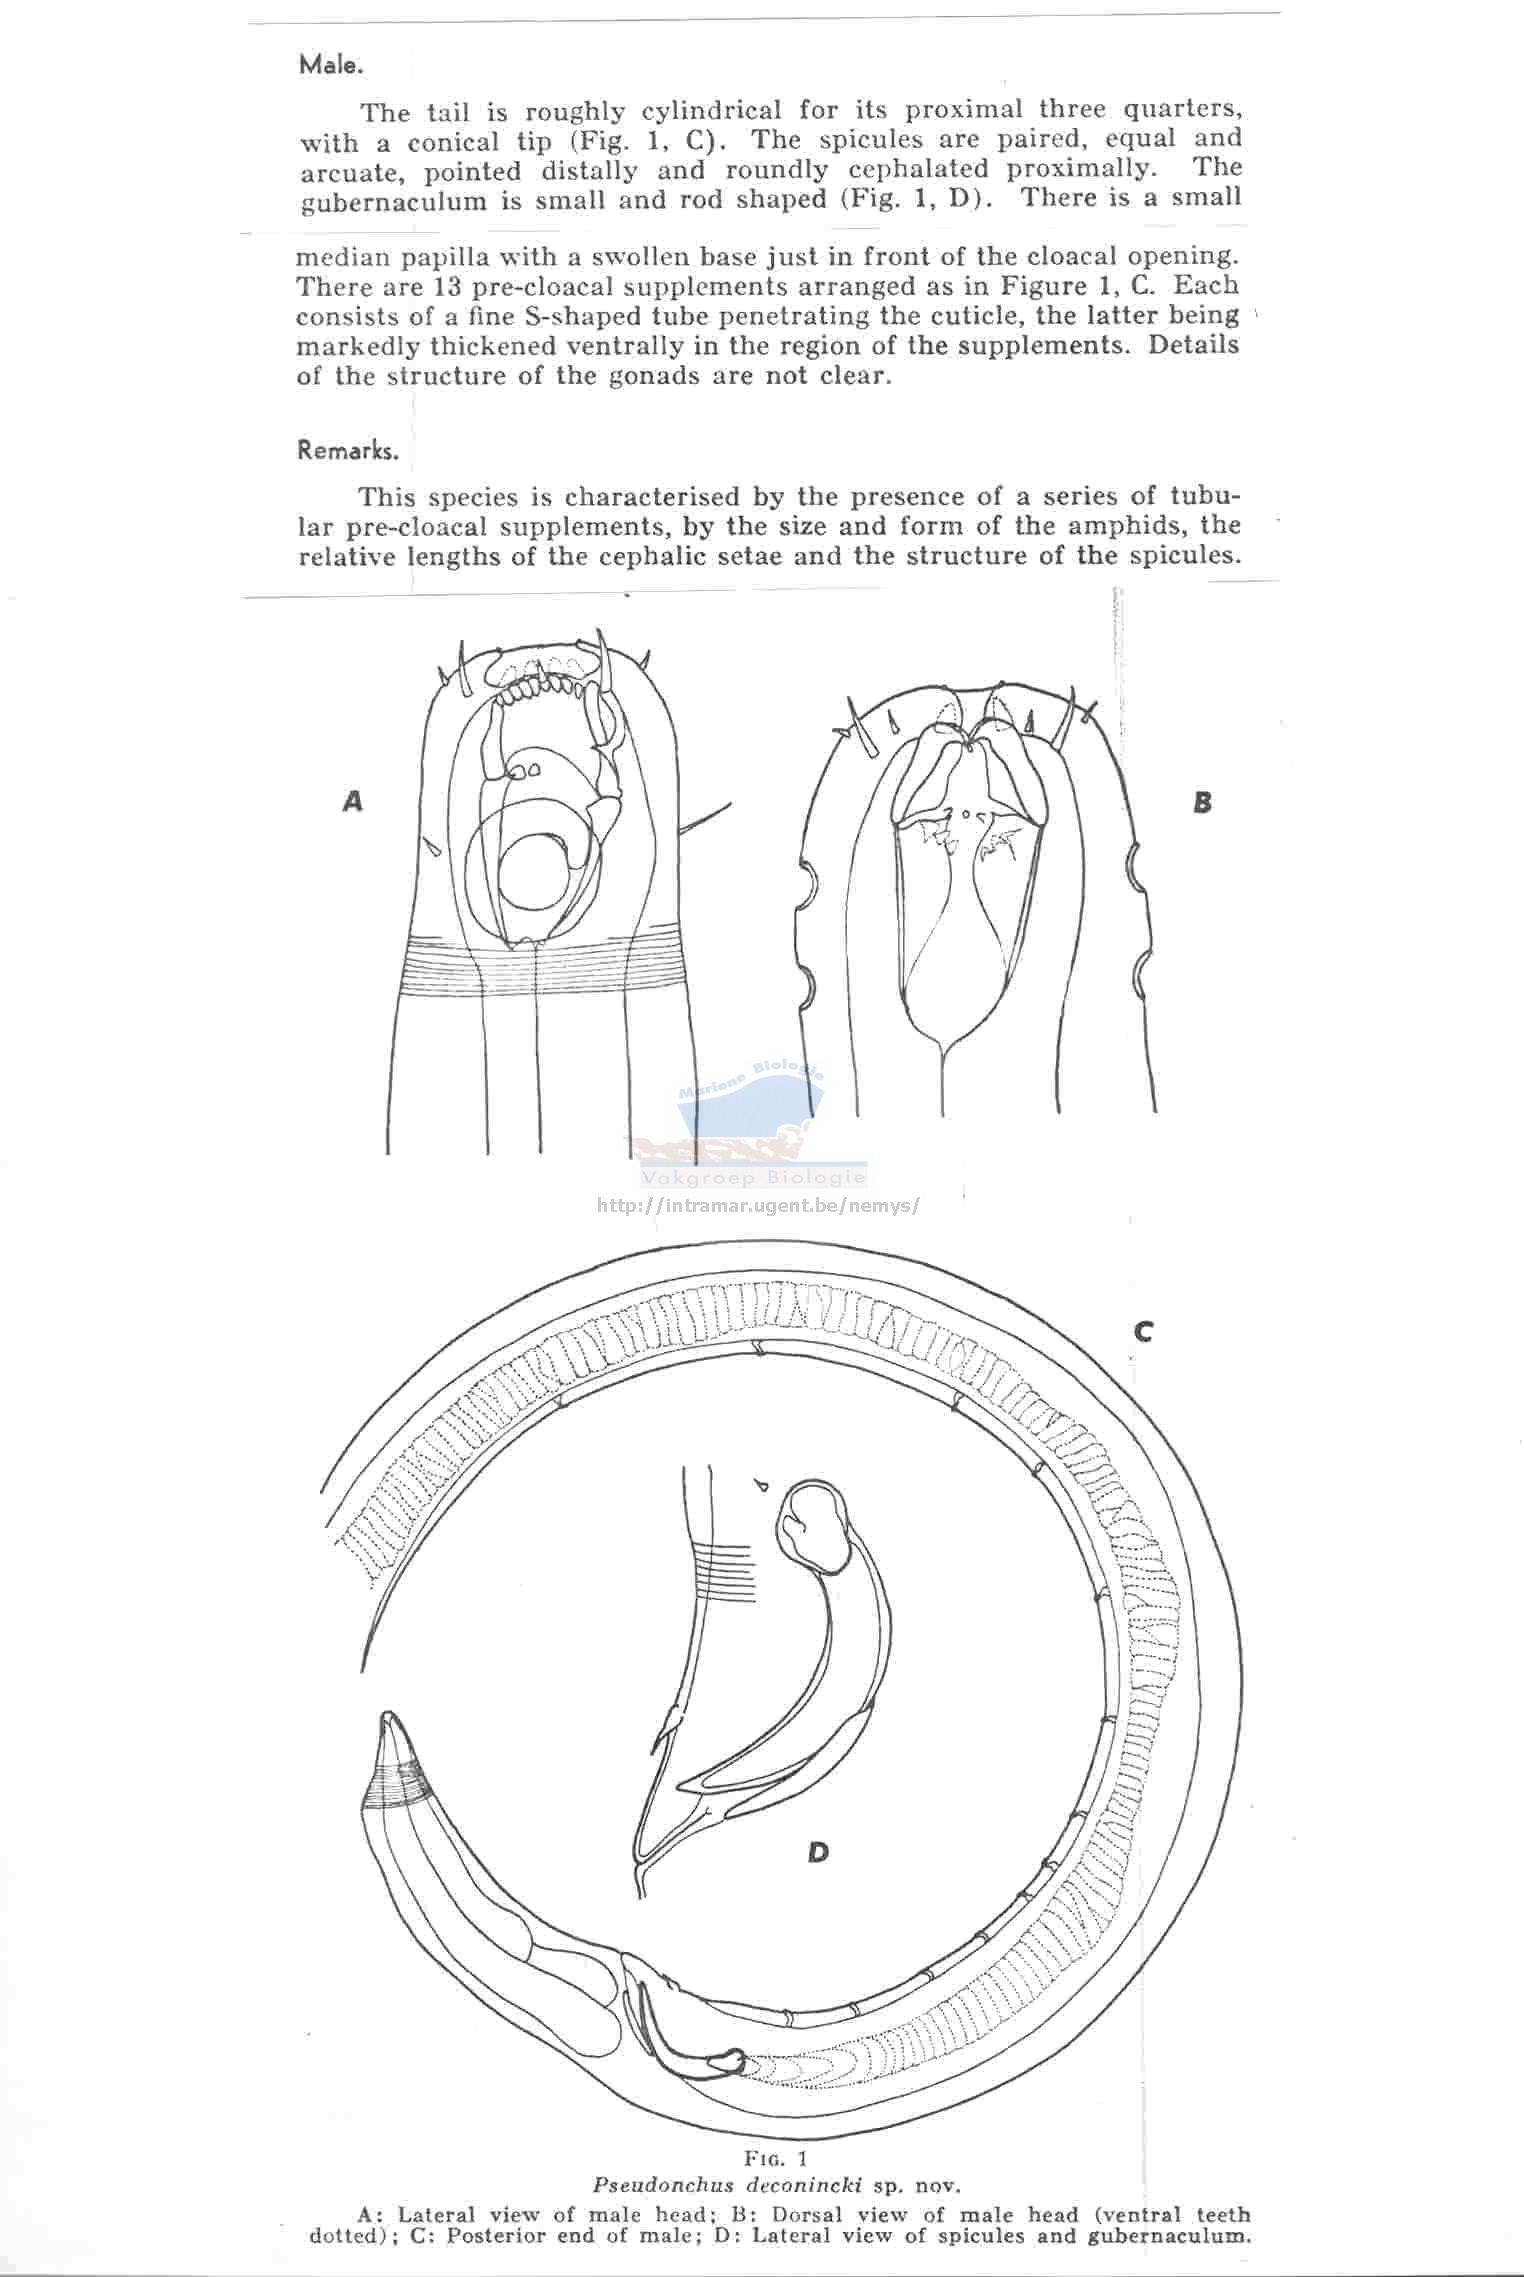 Male.
The tail is roughly cylindrical for its proximal three quarters,
with a conical tip (Fig. 1, C). The spicules are paired, equal and
arcuate, pointed distally and roundly cephalated proximally. The
gubernaculum is small and rod shaped (Fig. 1, D). There is a small
median papilla with a swollen base just in front of the cloacal opening.
There are 13 pre-cloacal supplements arranged as in Figure 1, C. Each
consists of a fine S-shaped tube penetrating the cuticle, the latter being
markedly thickened ventrally in the region of the supplements. Details
of the structure of the gonads are not clear.
Remarks.
This species is characterised by the presence of a series of tubu-
lar pre-cloacal supplements, by the size and form of the amphids, the
relative lengths of the cephalic setae and the structure of the spicules.
A
B
Mariene Biologie
Vakgroep Biologie
http://intramar.ugent.be/nemys/
C
D
FIG. 1
Pseudonchus deconincki sp. nov.
A: Lateral view of male head; B: Dorsal view of male head (ventral teeth
dotted); C: Posterior end of male; D: Lateral view of spicules and gubernaculum.